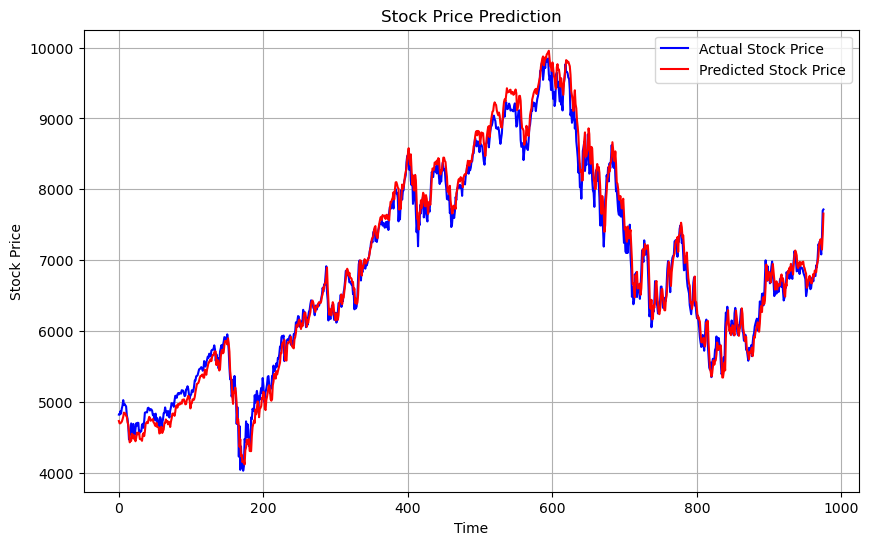 Stock Price Prediction
Actual Stock Price
Predicted Stock Price
10000
9000
8000
7000
6000
5000
4000
Stock Price
0 200 400 600 800 1000
Time